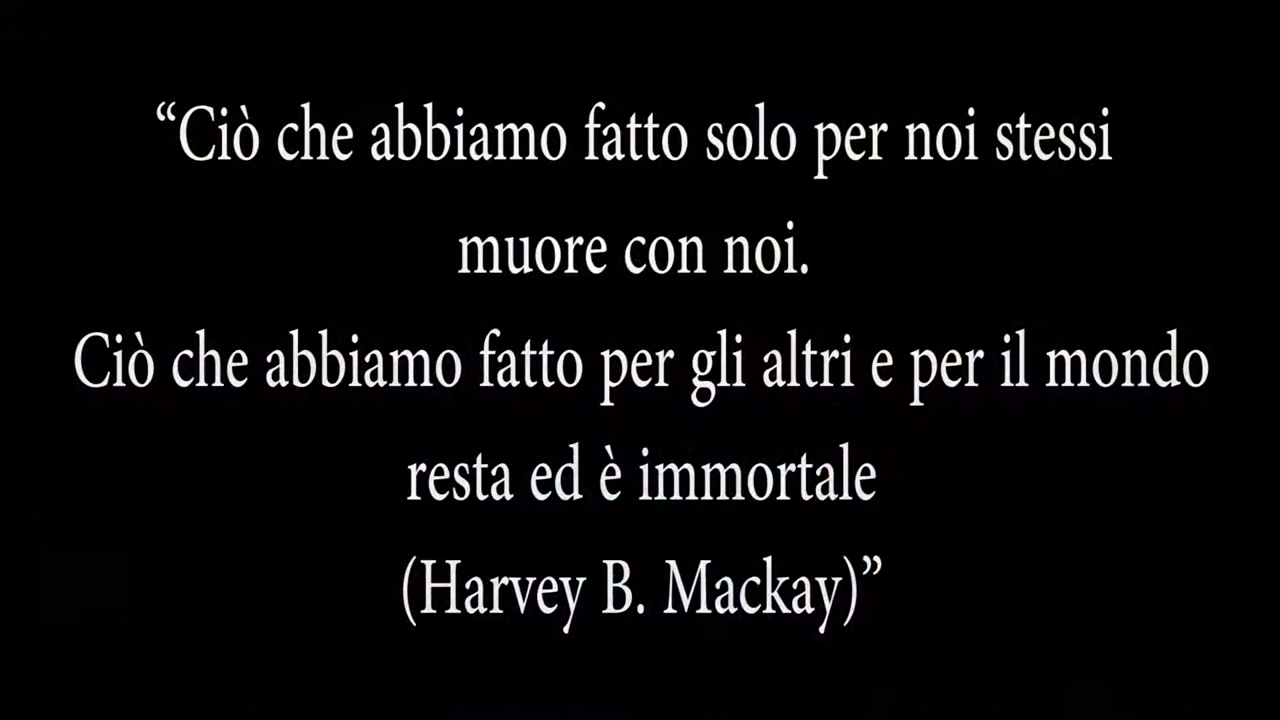 “Ciò che abbiamo fatto solo per noi stessi
muore con noi.
Ciò che abbiamo fatto per gli altri e per il mondo
resta ed è immortale
(Harvey B. Mackay)”